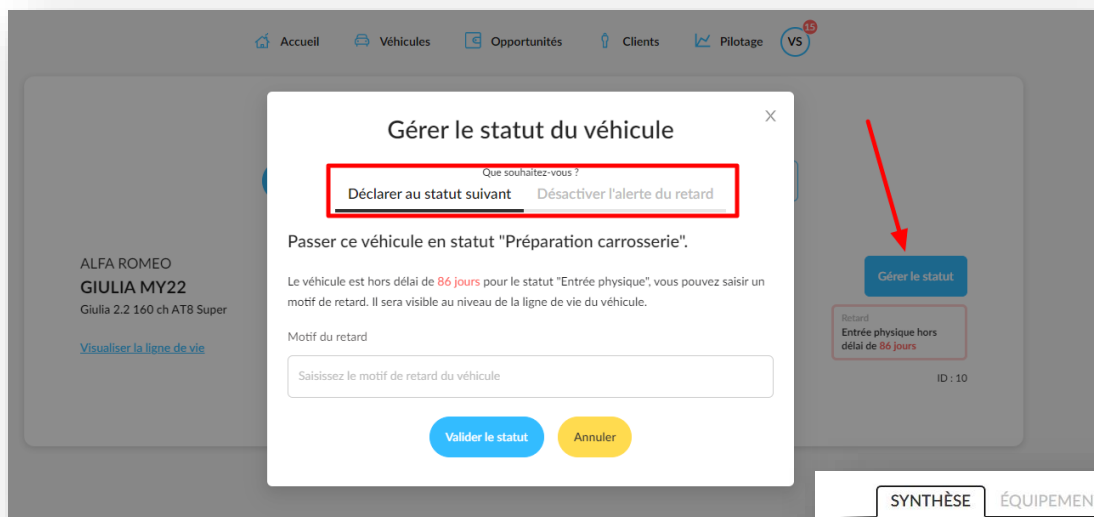 Accueil Véhicules Opportunités Clients Pilotage VS 15
Gérer le statut du véhicule
X
Que souhaitez-vous ?
Déclarer au statut suivant Désactiver l'alerte du retard
Passer ce véhicule en statut "Préparation carrosserie".
Le véhicule est hors délai de 86 jours pour le statut "Entrée physique", vous pouvez saisir un
motif de retard. Il sera visible au niveau de la ligne de vie du véhicule.
Motif du retard
Saisissez le motif de retard du véhicule
Valider le statut Annuler
ALFA ROMEO
GIULIA MY22
Giulia 2.2 160 ch AT8 Super
Visualiser la ligne de vie
Gérer le statut
Retard
Entrée physique hors
délai de 86 jours
ID : 10
SYNTHÈSE ÉQUIPEMEN